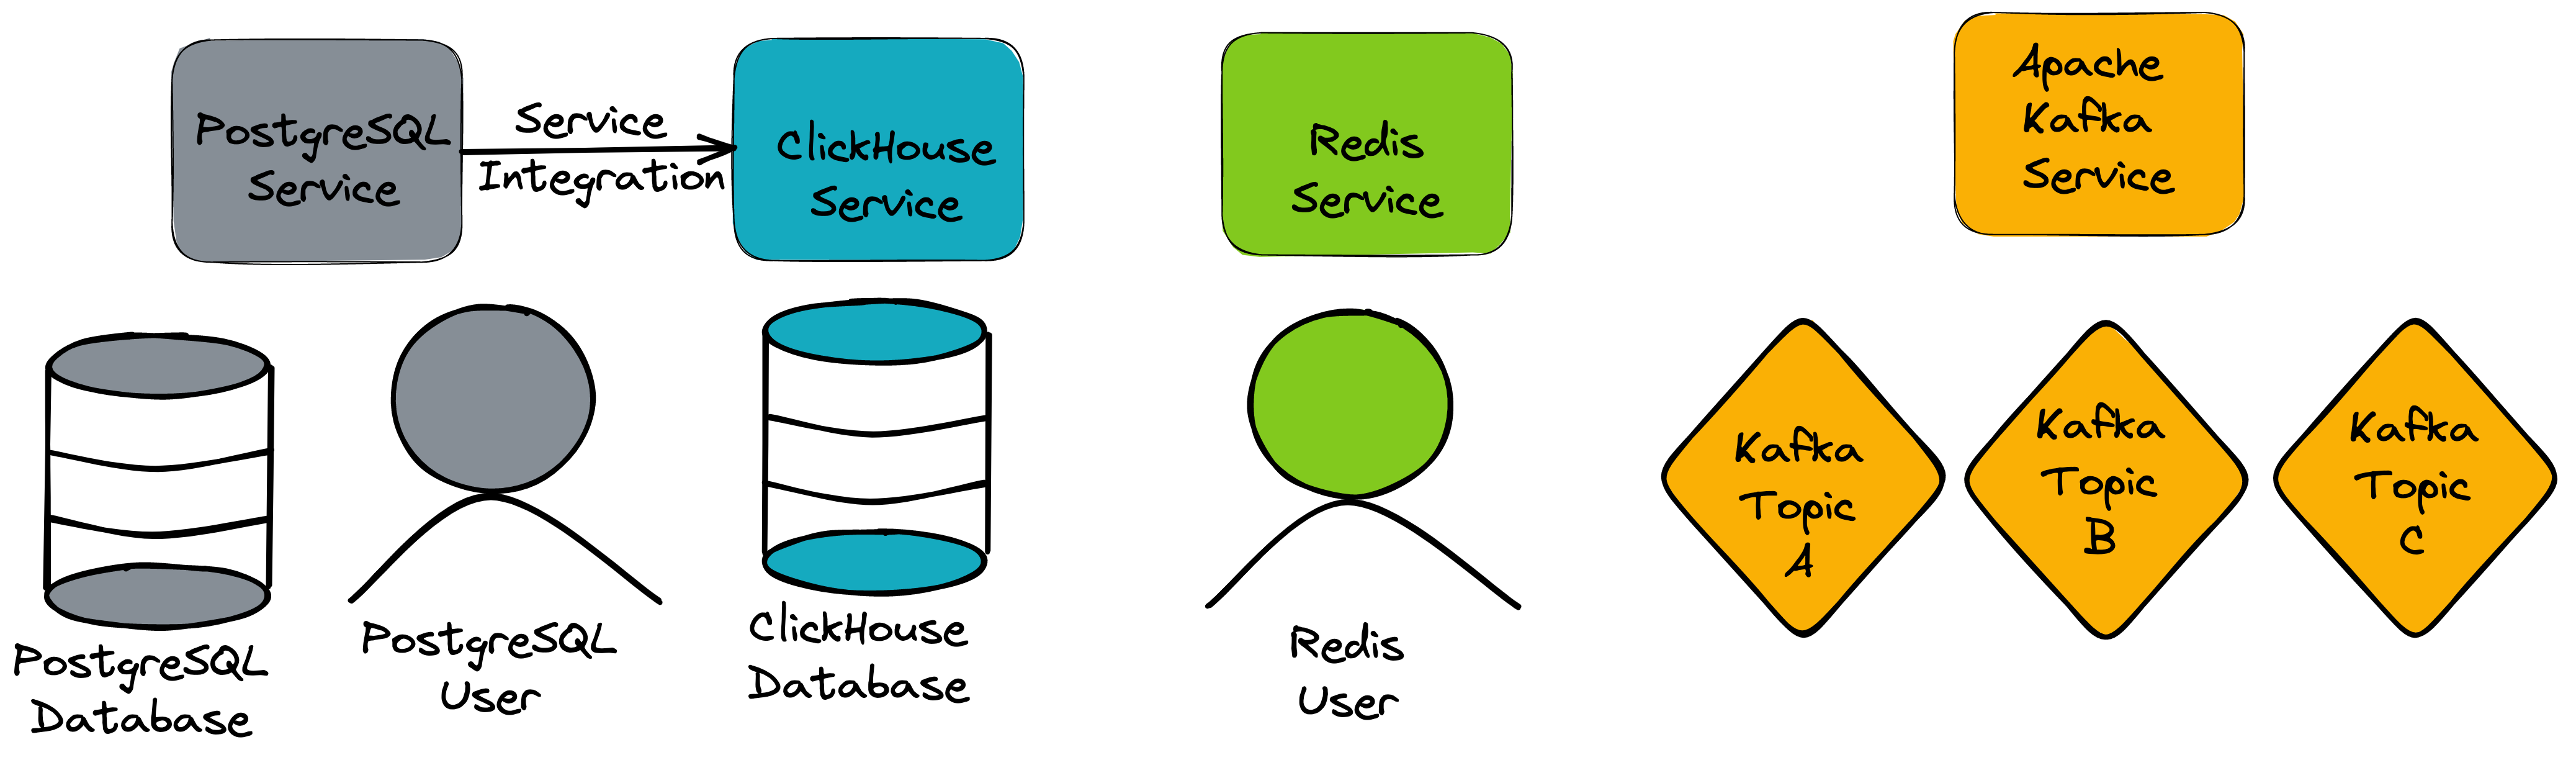 PostgreSQL
Service
Service
Integration
ClickHouse
Service
Redis
Service
Apache
Kafka
Service
PostgreSQL
Database
PostgreSQL
User
ClickHouse
Database
Redis
User
Kafka
Topic
A
Kafka
Topic
B
Kafka
Topic
C